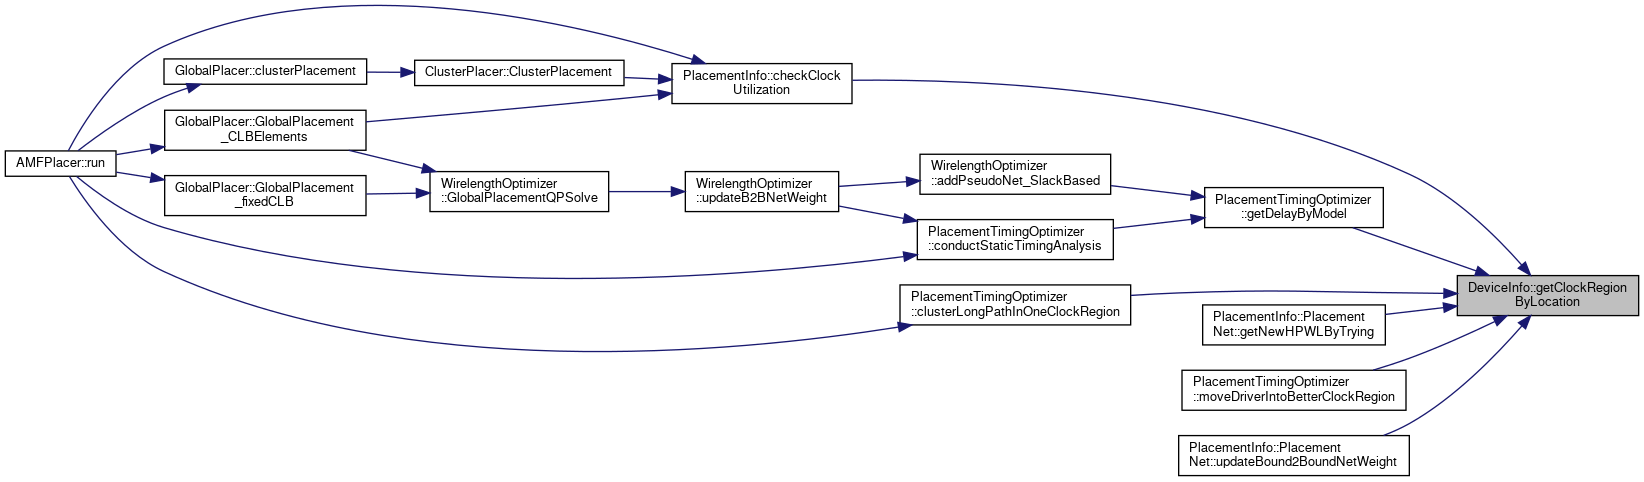 GlobalPlacer::clusterPlacement
ClusterPlacer::ClusterPlacement
PlacementInfo::checkClock
Utilization
GlobalPlacer::GlobalPlacement
_CLBElements
AMFPlacer::run
GlobalPlacer::GlobalPlacement
_fixedCLB
WirelengthOptimizer
::GlobalPlacementQPSolve
WirelengthOptimizer
::updateB2BNetWeight
WirelengthOptimizer
::addPseudoNet_SlackBased
PlacementTimingOptimizer
::conductStaticTimingAnalysis
PlacementTimingOptimizer
::getDelayByModel
PlacementTimingOptimizer
::clusterLongPathInOneClockRegion
DeviceInfo::getClockRegion
ByLocation
PlacementInfo::Placement
Net::getNewHPWLByTrying
PlacementTimingOptimizer
::moveDriverIntoBetterClockRegion
PlacementInfo::Placement
Net::updateBound2BoundNetWeight